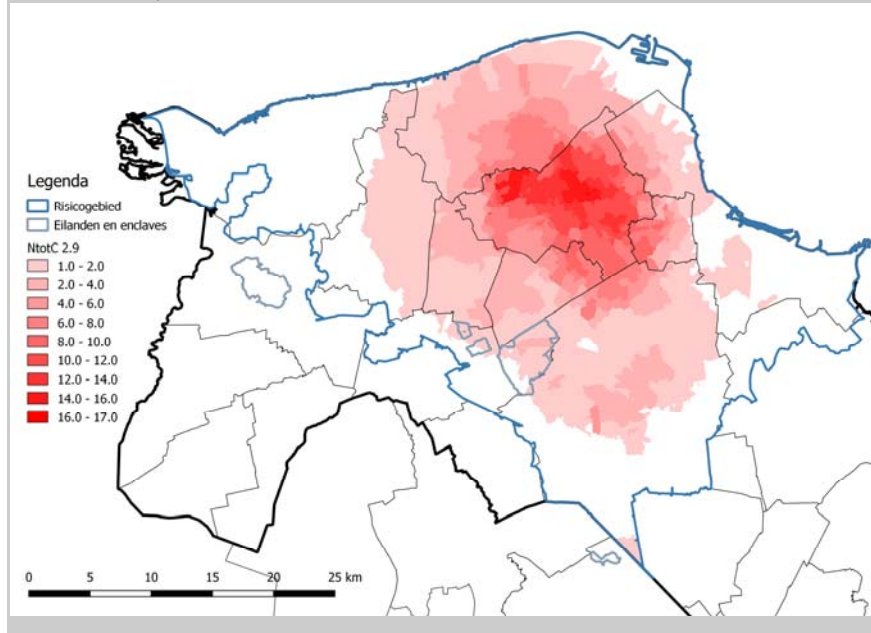 Legenda
Risicogebied
Eilanden en enclaves
NtotC 2.9
1.0 - 2.0
2.0 - 4.0
4.0 - 6.0
6.0 - 8.0
8.0 - 10.0
10.0 - 12.0
12.0 - 14.0
14.0 - 16.0
16.0 - 17.0
0 5 10 15 20 25 km